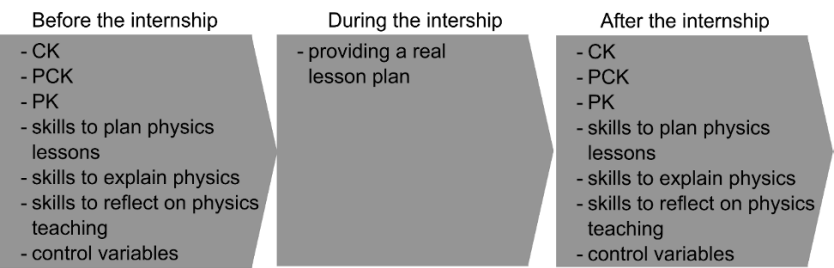 Before the internship
- CK
- PCK
- PK
- skills to plan physics
lessons
- skills to explain physics
- skills to reflect on physics
teaching
- control variables
During the intership
- providing a real
lesson plan
After the internship
- CK
- PCK
- PK
- skills to plan physics
lessons
- skills to explain physics
- skills to reflect on physics
teaching
- control variables